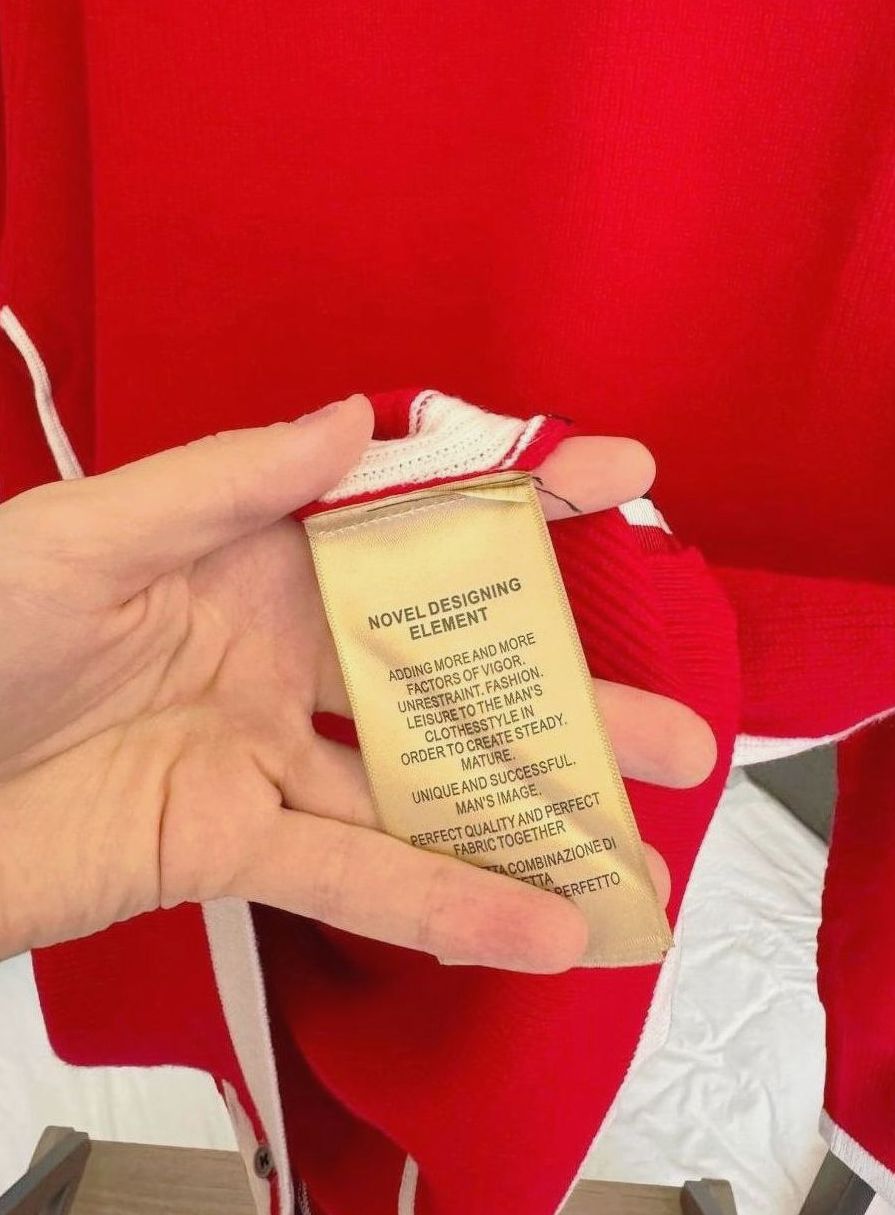 NOVEL DESIGNING
ELEMENT
ADDING MORE AND MORE
FACTORS OF VIGOR.
UNRESTRAINT. FASHION.
LEISURE TO THE MAN'S
CLOTHESSTYLE IN
ORDER TO CREATE STEADY.
MATURE.
UNIQUE AND SUCCESSFUL.
MAN'S IMAGE.
PERFECT QUALITY AND PERFECT
FABRIC TOGETHER
COMBINAZIONE DI
PERFETTO